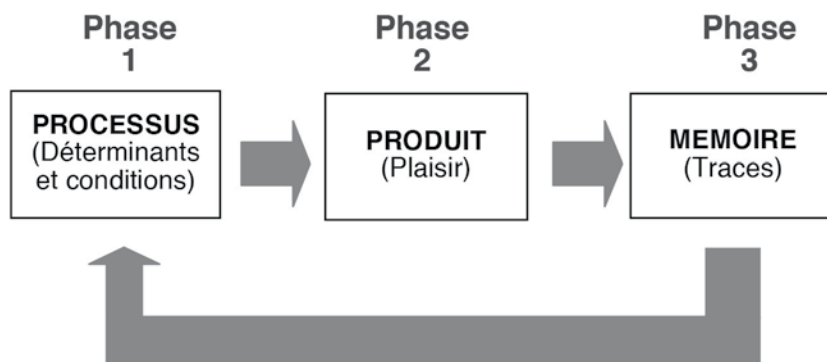 Phase
1
Phase
2
Phase
3
PROCESSUS
(Déterminants
et conditions)
PRODUIT
(Plaisir)
MEMOIRE
(Traces)